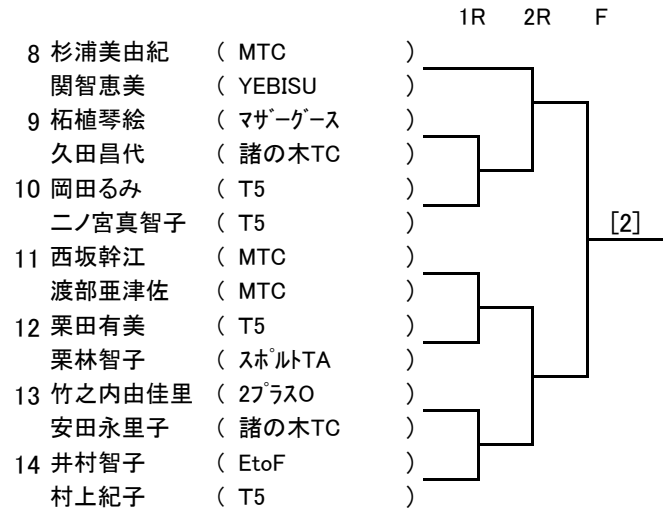 1R 2R F
8 杉浦美由紀 ( MTC )
関智恵美 ( YEBISU )
9 柘植琴絵 ( ﾏｻﾞｰｸﾞｰｽ )
久田昌代 ( 諸の木TC )
10 岡田るみ ( T5 )
二ノ宮真智子 ( T5 )
[2]
11 西坂幹江 ( MTC )
渡部亜津佐 ( MTC )
12 栗田有美 ( T5 )
栗林智子 ( ｽﾎﾟﾙﾄTA )
13 竹之内由佳里 ( 2ﾌﾟﾗｽO )
安田永里子 ( 諸の木TC )
14 井村智子 ( EtoF )
村上紀子 ( T5 )